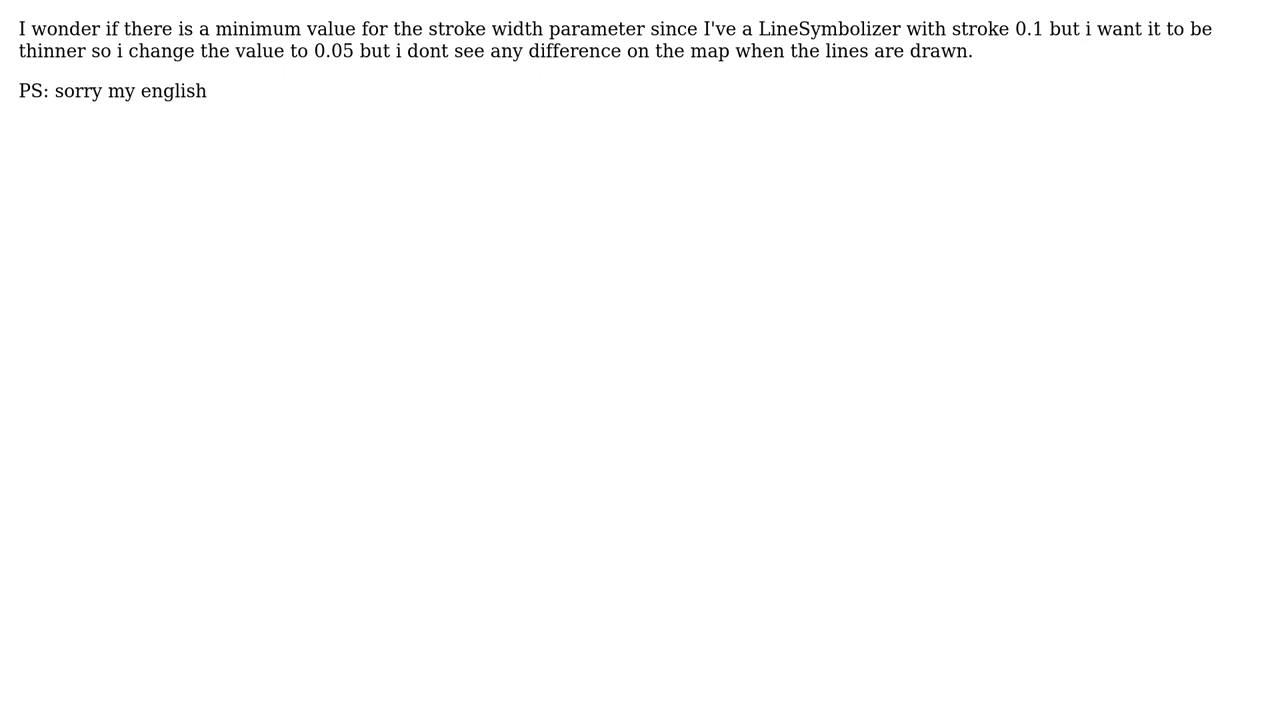 I wonder if there is a minimum value for the stroke width parameter since I've a LineSymbolizer with stroke 0.1 but i want it to be
thinner so i change the value to 0.05 but i dont see any difference on the map when the lines are drawn.
PS: sorry my english